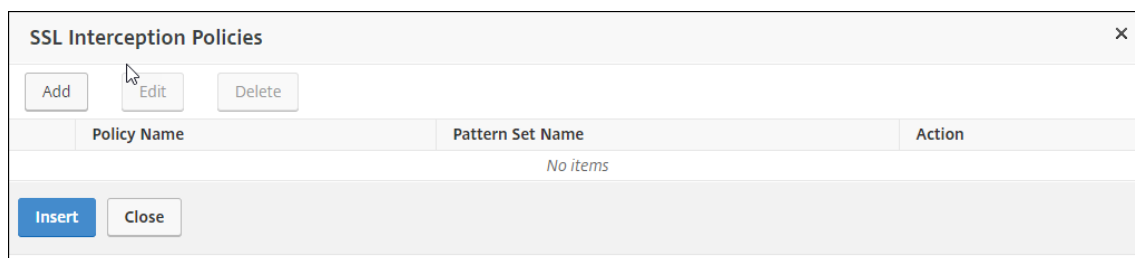 SSL Interception Policies ×
Add Edit Delete
Policy Name Pattern Set Name Action
No items
Insert Close